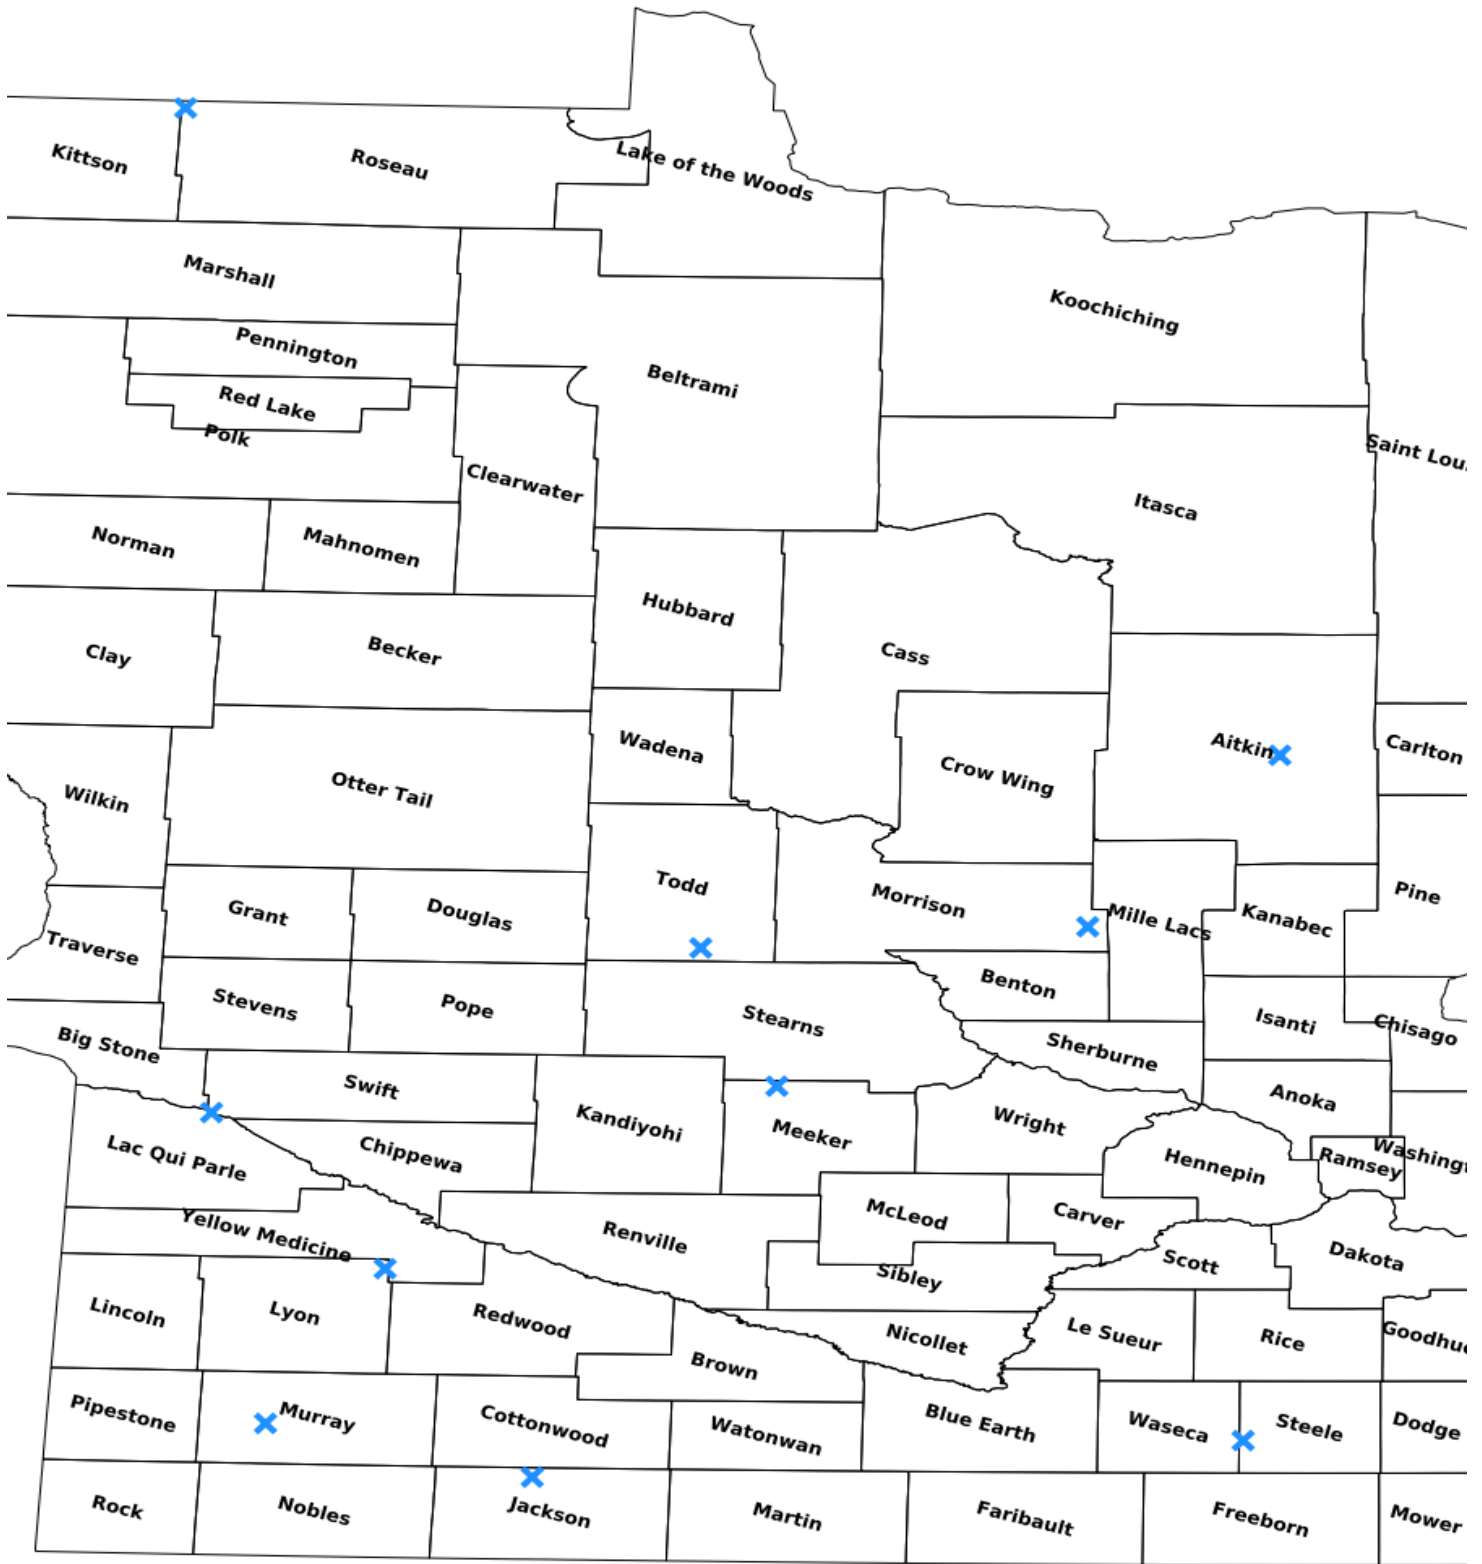 Kittson
Roseau
Lake of the Woods
Marshall
Koochiching
Pennington
Beltrami
Red Lake
Polk
Saint Lou
Clearwater
Itasca
Norman
Mahnomen
Hubbard
Clay
Becker
Cass
Aitkin
Carlton
Wadena
Crow Wing
Otter Tail
Wilkin
Todd
Pine
Morrison
Grant
Douglas
Mille Lacs
Kanabec
Traverse
Benton
Stevens
Pope
Stearns
Isanti
Chisago
Big Stone
Sherburne
Swift
Anoka
Kandiyohi
Wright
Meeker
Chippewa
Lac Qui Parle
Hennepin
Ramsey
Washingt
McLeod
Carver
Yellow Medicine
Renville
Scott
Dakota
Sibley
Lincoln
Lyon
Redwood
Nicollet
Le Sueur
Rice
Goodhue
Brown
Pipestone
Murray
Cottonwood
Watonwan
Blue Earth
Waseca
Steele
Dodge
Rock
Nobles
Jackson
Martin
Faribault
Freeborn
Mower